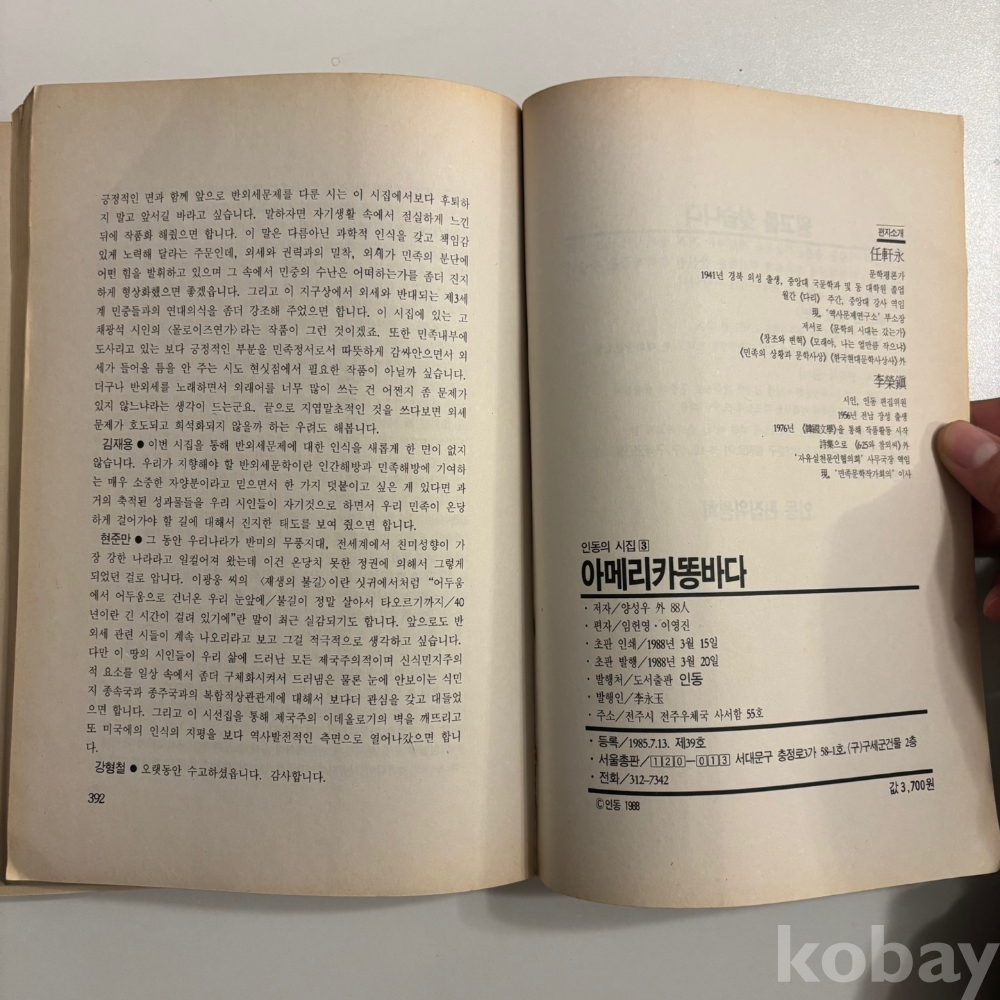 긍정적인 면과 함께 앞으로 반외세문제를 다룬 시는 이 시집에서보다 후퇴하
지 말고 앞서길 바라고 싶습니다. 말하자면 자기생활 속에서 절실하게 느낀
뒤에 작품화 해줬으면 합니다. 이 말은 다름아닌 과학적 인식을 갖고 책임감
있게 노력해 달라는 주문인데, 외세와 권력과의 밀착, 외세가 민족의 분단에
어떤 힘을 발휘하고 있으며 그 속에서 민중의 수난은 어떠하는가를 좀더 진지
하게 형상화했으면 좋겠읍니다. 그리고 이 지구상에서 외세와 반대되는 제3세
계 민중들과의 연대의식을 좀더 강조해 주었으면 합니다. 이 시집에 있는 고
채광석 시인의 〈몰로이즈연가〉라는 작품이 그런 것이겠죠. 또한 민족내부에
도사리고 있는 보다 긍정적인 부분을 민족정서로서 따뜻하게 감싸안으면서 외
세가 들어올 틈을 안 주는 시도 현싯점에서 필요한 작품이 아닐까 싶습니다.
더구나 반외세를 노래하면서 외래어를 너무 많이 쓰는 건 어쩐지 좀 문제가
있지 않느냐라는 생각이 드는군요. 끝으로 지엽말초적인 것을 쓰다보면 외세
문제가 호도되고 희석화되지 않을까 하는 우려도 해봅니다.
김재용 ● 이번 시집을 통해 반외세문제에 대한 인식을 새롭게 한 면이 없지
않습니다. 우리가 지향해야 할 반외세문학이란 인간해방과 민족해방에 기여하
는 매우 소중한 자양분이라고 믿으면서 한 가지 덧붙이고 싶은 게 있다면 과
거의 축적된 성과물들을 우리 시인들이 자기것으로 하면서 우리 민족이 온당
하게 걸어가야 할 길에 대해서 진지한 태도를 보여 줬으면 합니다.
현준만 ● 그 동안 우리나라가 반미의 무풍지대, 전세계에서 친미성향이 가
장 강한 나라라고 일컬어져 왔는데 이건 온당치 못한 정권에 의해서 그렇게
되었던 걸로 압니다. 이광웅 씨의 〈재생의 불길〉이란 싯귀에서처럼 “어두움
에서 어두움으로 건너온 우리 눈앞에/불길이 정말 살아서 타오르기까지/40
년이란 긴 시간이 걸려 있기에”란 말이 최근 실감되기도 합니다. 앞으로도 반
외세 관련 시들이 계속 나오리라고 보고 그걸 적극적으로 생각하고 싶습니다.
다만 이 땅의 시인들이 우리 삶에 드러난 모든 제국주의적이며 신식민지주의
적 요소를 일상 속에서 좀더 구체화시켜서 드러냄은 물론 눈에 안보이는 식민
지 종속국과 종주국과의 복합적상관관계에 대해서 보다더 관심을 갖고 대들었
으면 합니다. 그리고 이 시선집을 통해 제국주의 이데올로기의 벽을 깨뜨리고
또 미국에의 인식의 지평을 보다 역사발전적인 측면으로 열어나갔으면 합니
다.
강형철 ● 오랫동안 수고하셨읍니다. 감사합니다.
392
편자소개
任軒永
문학평론가
1941년 경북 의성 출생, 중앙대 국문학과 및 동 대학원 졸업
월간 《다리》 주간, 중앙대 강사 역임
現, ‘역사문제연구소’ 부소장
저서로 《문학의 시대는 갔는가》
《창조와 변혁》 《모래야, 나는 얼만큼 작으냐》
《민족의 상황과 문학사상》 《한국현대문학사상사》 外
李榮鎭
시인, 인동 편집위원
1956년 전남 장성 출생
1976년 《韓國文學》을 통해 작품활동 시작
詩集으로 《6·25와 참외씨》 外
‘자유실천문인협의회’ 사무국장 역임
現, ‘민족문학작가회의’ 이사
인동의 시집 3
아메리카똥바다
· 저자/양성우 外 88人
· 편자/임헌영·이영진
· 초판 인쇄/1988년 3월 15일
· 초판 발행/1988년 3월 20일
· 발행처/도서출판 인동
· 발행인/李永玉
· 주소/전주시 전주우체국 사서함 55호
· 등록/1985.7.13. 제39호
· 서울총판/120-013 서대문구 충정로3가 58-1호, (구)구세군건물 2층
· 전화/312-7342
값 3,700원
ⓒ인동 1988
kobay